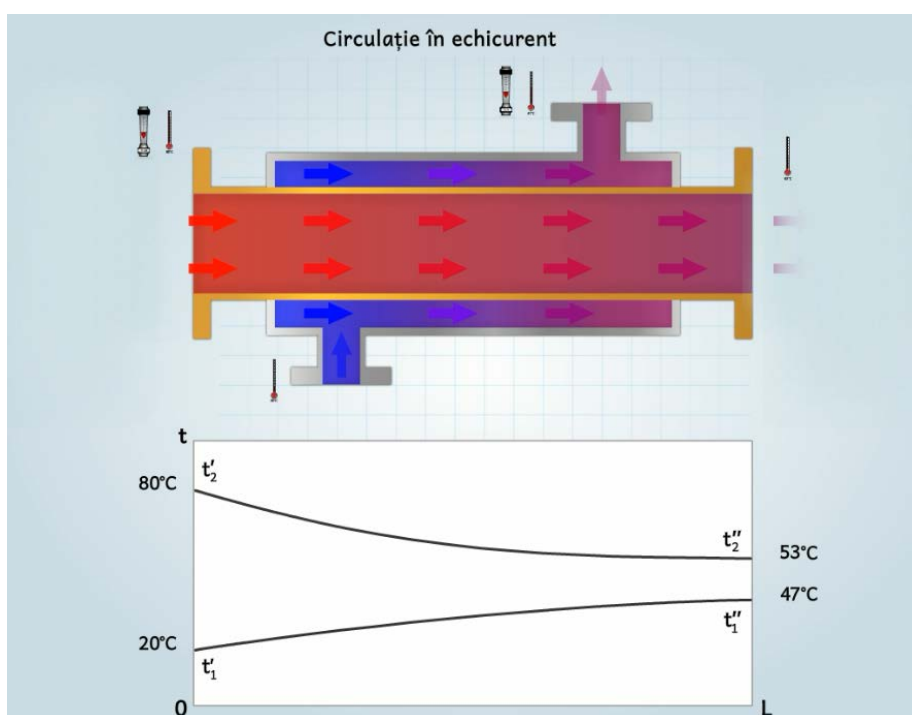 Circulație în echicurent
t
t′₂
80°C
t″₂
53°C
47°C
t″₁
20°C
t′₁
0
L